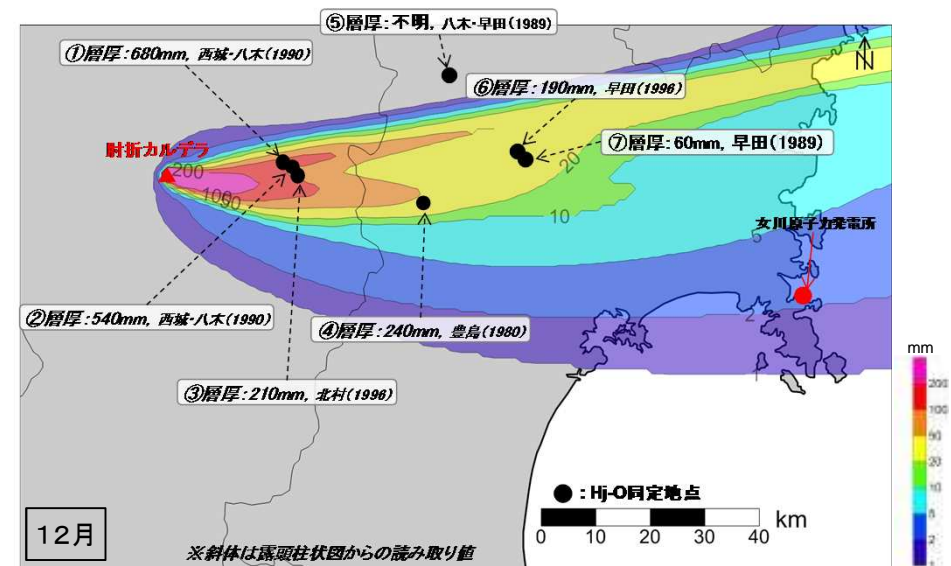 ⑤層厚：不明, 八木・早田(1989)
①層厚：680mm, 西城・八木(1990)
⑥層厚：190mm, 早田(1996)
⑦層厚：60mm, 早田(1989)
N
肘折カルデラ
200
100
50
20
10
5
2
1
女川原子力発電所
②層厚：540mm, 西城・八木(1990)
④層厚：240mm, 豊島(1980)
③層厚：210mm, 北村(1996)
mm
200
100
50
20
10
5
2
1
●：Hj-O同定地点
km
0 10 20 30 40
12月
※斜体は露頭柱状図からの読み取り値